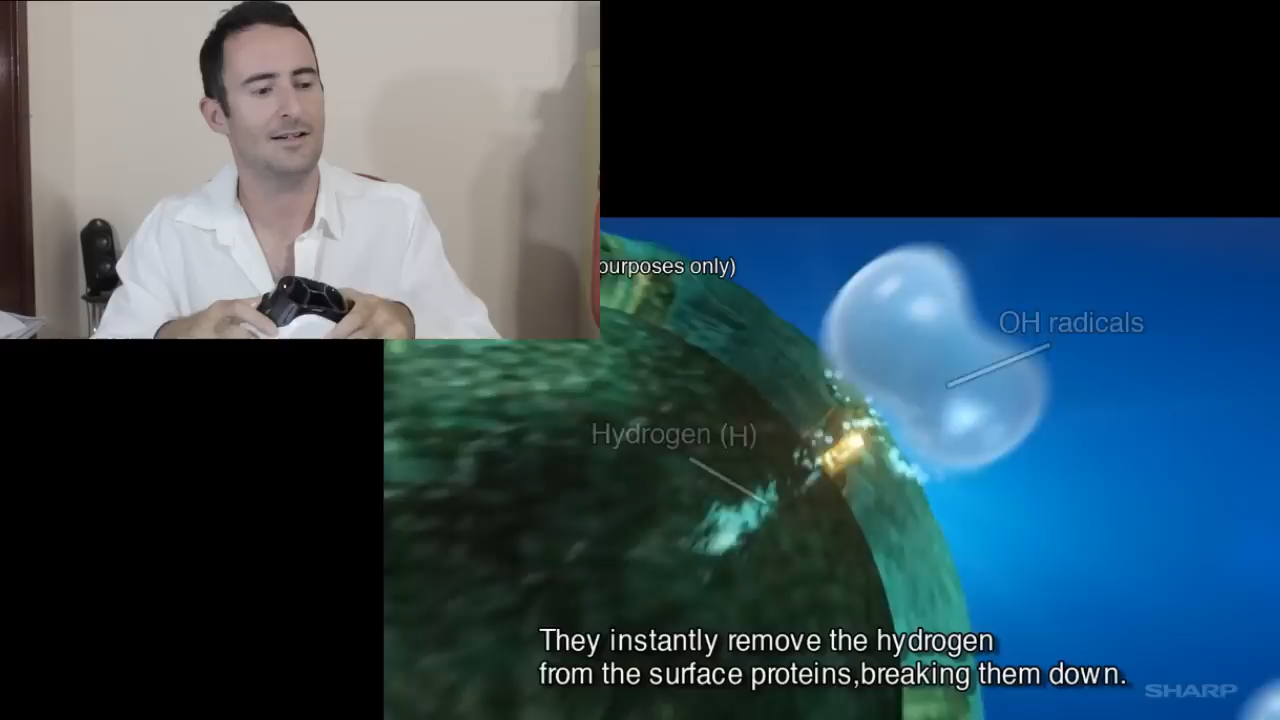 purposes only)
OH radicals
Hydrogen (H)
They instantly remove the hydrogen
from the surface proteins,breaking them down.
SHARP